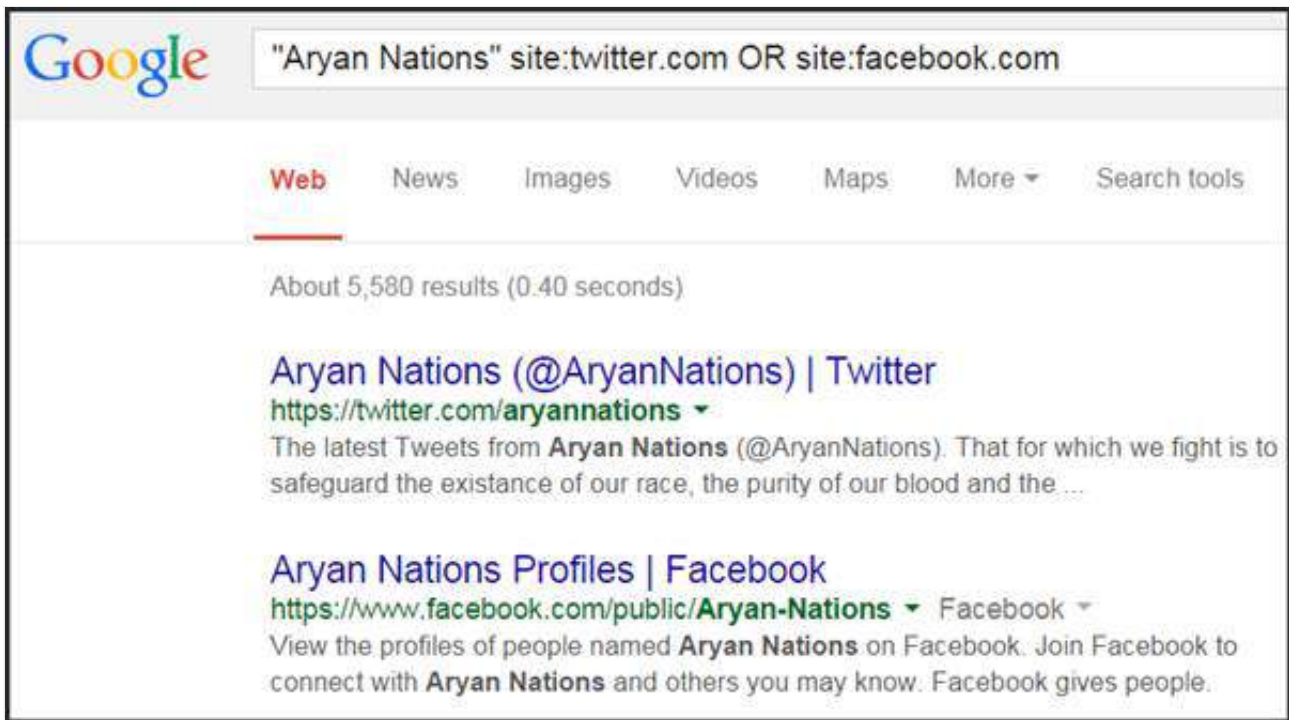 Google
"Aryan Nations" site:twitter.com OR site:facebook.com
Web News Images Videos Maps More Search tools
About 5,580 results (0.40 seconds)
Aryan Nations (@AryanNations) | Twitter
https://twitter.com/aryannations
The latest Tweets from Aryan Nations (@AryanNations). That for which we fight is to
safeguard the existance of our race, the purity of our blood and the ...
Aryan Nations Profiles | Facebook
https://www.facebook.com/public/Aryan-Nations Facebook
View the profiles of people named Aryan Nations on Facebook. Join Facebook to
connect with Aryan Nations and others you may know. Facebook gives people.